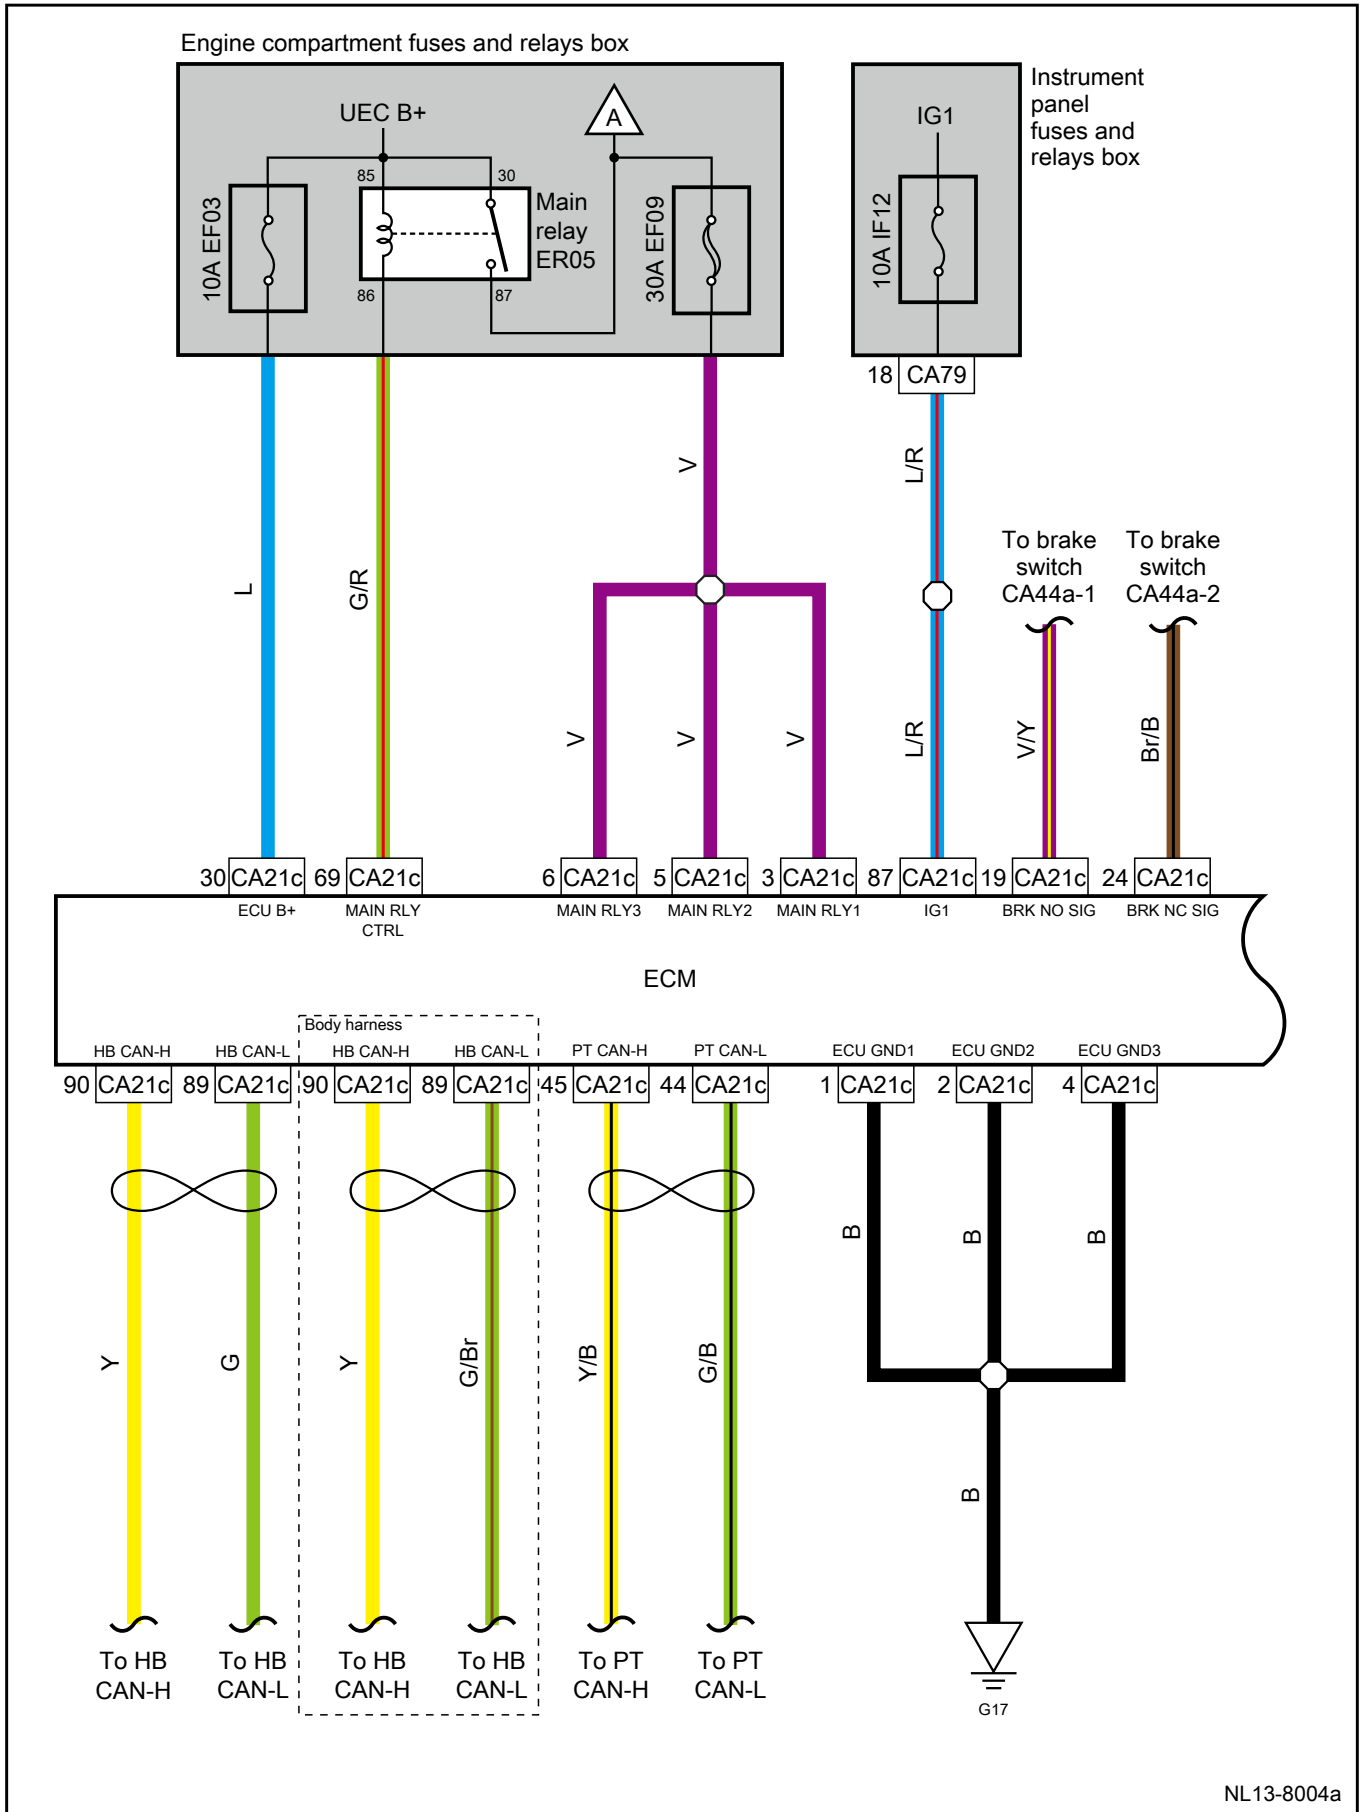 Engine compartment fuses and relays box
UEC B+
A
85
30
10A EF03
Main
relay
ER05
86
87
30A EF09
IG1
10A IF12
Instrument
panel
fuses and
relays box
18 CA79
L
G/R
V
L/R
To brake
switch
CA44a-1
To brake
switch
CA44a-2
V
V
V
L/R
V/Y
Br/B
30 CA21c
69 CA21c
6 CA21c
5 CA21c
3 CA21c
87 CA21c
19 CA21c
24 CA21c
ECU B+
MAIN RLY
CTRL
MAIN RLY3
MAIN RLY2
MAIN RLY1
IG1
BRK NO SIG
BRK NC SIG
ECM
Body harness
HB CAN-H
HB CAN-L
HB CAN-H
HB CAN-L
PT CAN-H
PT CAN-L
ECU GND1
ECU GND2
ECU GND3
90 CA21c
89 CA21c
90 CA21c
89 CA21c
45 CA21c
44 CA21c
1 CA21c
2 CA21c
4 CA21c
B
B
B
Y
G
Y
G/Br
Y/B
G/B
B
To HB
CAN-H
To HB
CAN-L
To HB
CAN-H
To HB
CAN-L
To PT
CAN-H
To PT
CAN-L
G17
NL13-8004a